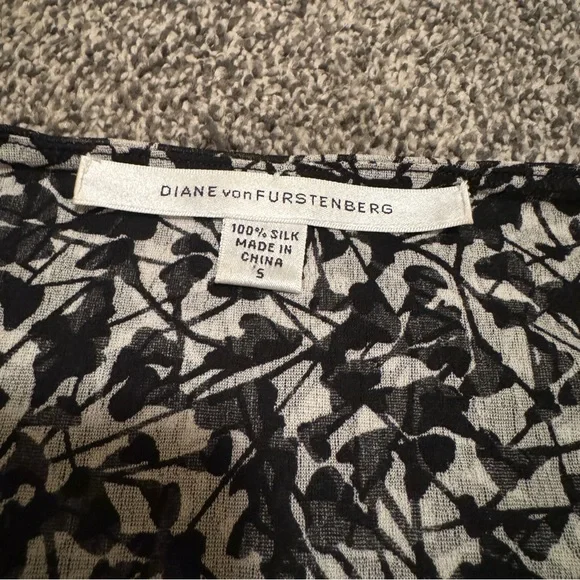 DIANE von FURSTENBERG
100% SILK
MADE IN
CHINA
'S